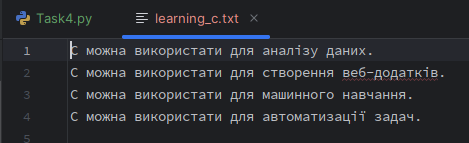 Task4.py
learning_c.txt
1 С можна використати для аналізу даних.
2 С можна використати для створення веб-додатків.
3 С можна використати для машинного навчання.
4 С можна використати для автоматизації задач.
5